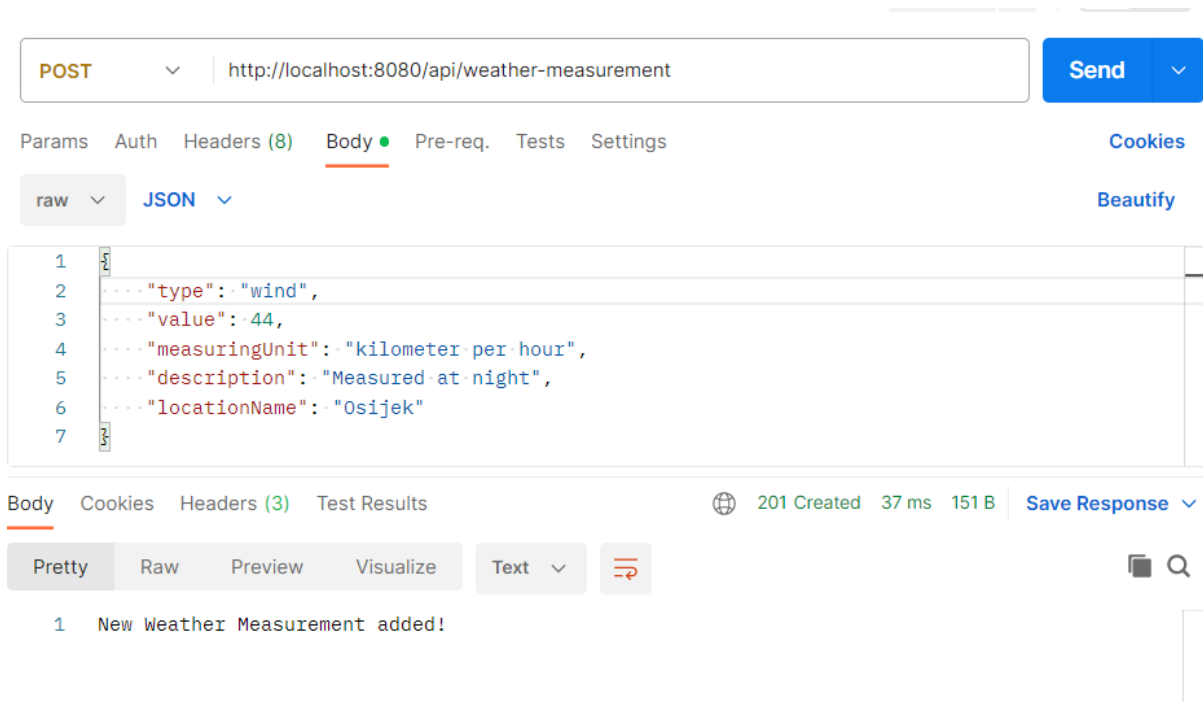 POST http://localhost:8080/api/weather-measurement Send
Params Auth Headers (8) Body Pre-req. Tests Settings Cookies
raw JSON Beautify
1 {
2 "type": "wind",
3 "value": 44,
4 "measuringUnit": "kilometer per hour",
5 "description": "Measured at night",
6 "locationName": "Osijek"
7 }
Body Cookies Headers (3) Test Results 201 Created 37 ms 151 B Save Response
Pretty Raw Preview Visualize Text
1 New Weather Measurement added!